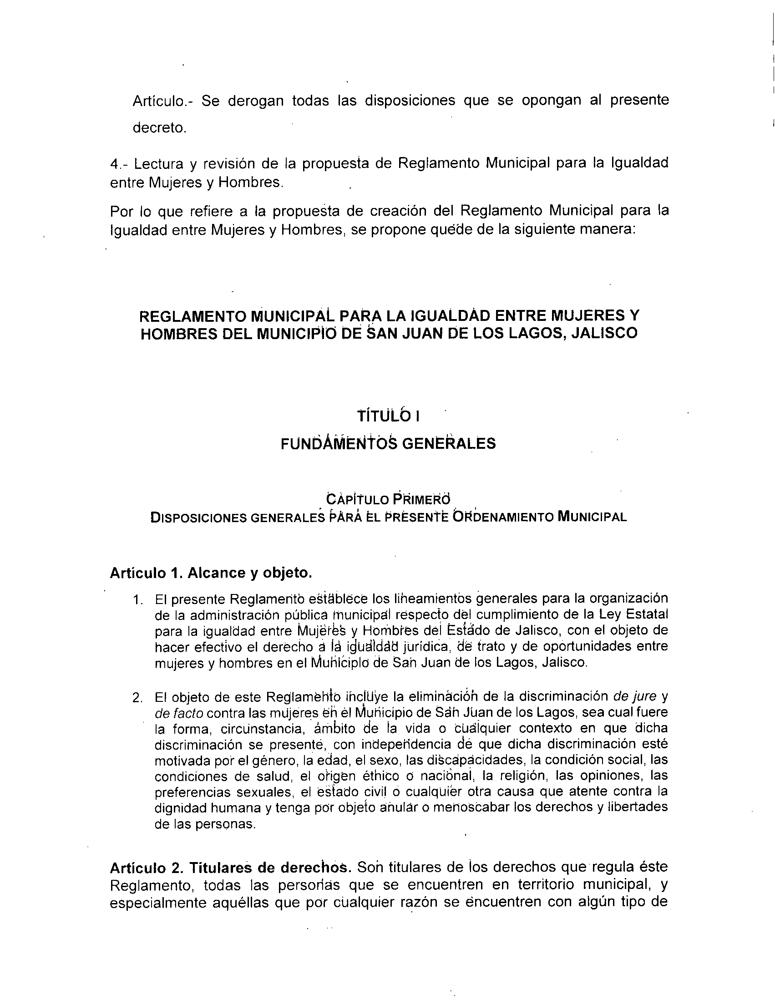 Artículo.- Se derogan todas las disposiciones que se opongan al presente
decreto.
4.- Lectura y revisión de la propuesta de Reglamento Municipal para la Igualdad
entre Mujeres y Hombres.
Por lo que refiere a la propuesta de creación del Reglamento Municipal para la
Igualdad entre Mujeres y Hombres, se propone quede de la siguiente manera:
REGLAMENTO MUNICIPAL PARA LA IGUALDAD ENTRE MUJERES Y
HOMBRES DEL MUNICIPIO DE SAN JUAN DE LOS LAGOS, JALISCO
TÍTULO I
FUNDAMENTOS GENERALES
CAPÍTULO PRIMERO
DISPOSICIONES GENERALES PARA EL PRESENTE ORDENAMIENTO MUNICIPAL
Artículo 1. Alcance y objeto.
1. El presente Reglamento establece los lineamientos generales para la organización
de la administración pública municipal respecto del cumplimiento de la Ley Estatal
para la igualdad entre Mujeres y Hombres del Estado de Jalisco, con el objeto de
hacer efectivo el derecho a la igualdad jurídica, de trato y de oportunidades entre
mujeres y hombres en el Municipio de San Juan de los Lagos, Jalisco.
2. El objeto de este Reglamento incluye la eliminación de la discriminación de jure y
de facto contra las mujeres en el Municipio de San Juan de los Lagos, sea cual fuere
la forma, circunstancia, ámbito de la vida o cualquier contexto en que dicha
discriminación se presente, con independencia de que dicha discriminación esté
motivada por el género, la edad, el sexo, las discapacidades, la condición social, las
condiciones de salud, el origen étnico o nacional, la religión, las opiniones, las
preferencias sexuales, el estado civil o cualquier otra causa que atente contra la
dignidad humana y tenga por objeto anular o menoscabar los derechos y libertades
de las personas.
Artículo 2. Titulares de derechos. Son titulares de los derechos que regula éste
Reglamento, todas las personas que se encuentren en territorio municipal, y
especialmente aquéllas que por cualquier razón se encuentren con algún tipo de